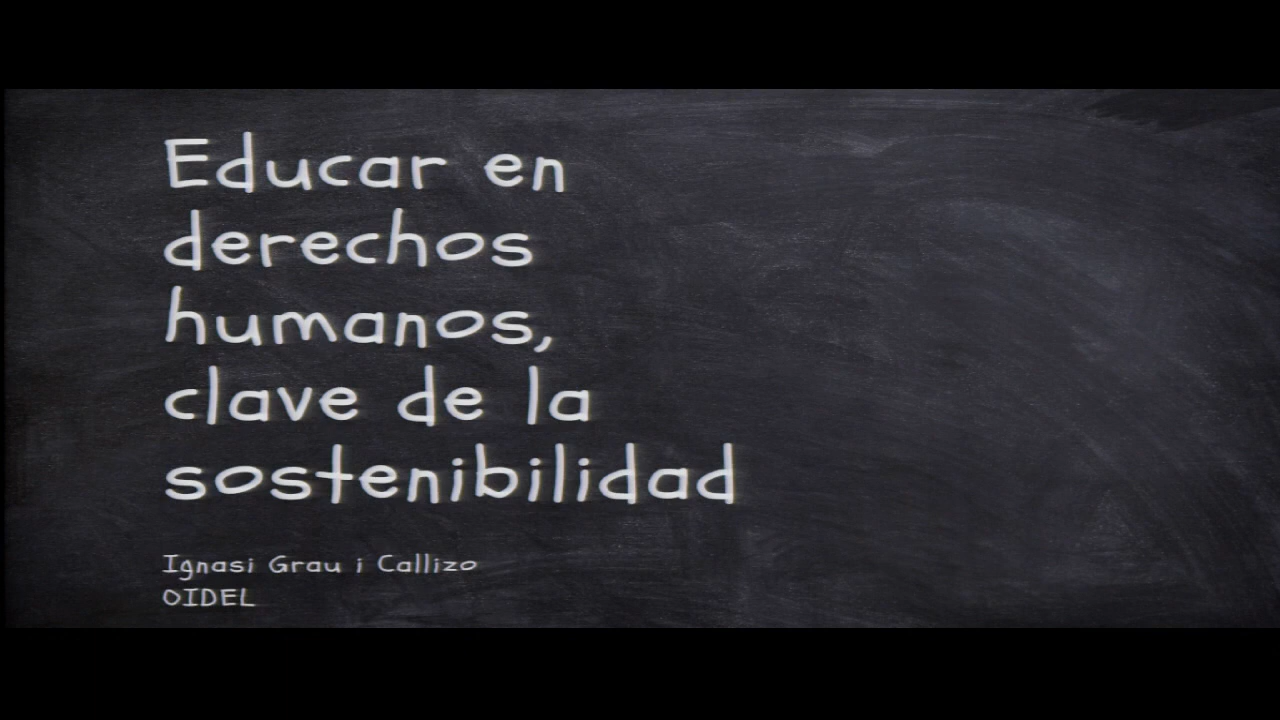 Educar en
derechos
humanos,
clave de la
sostenibilidad
Ignasi Grau i Callizo
OIDEL